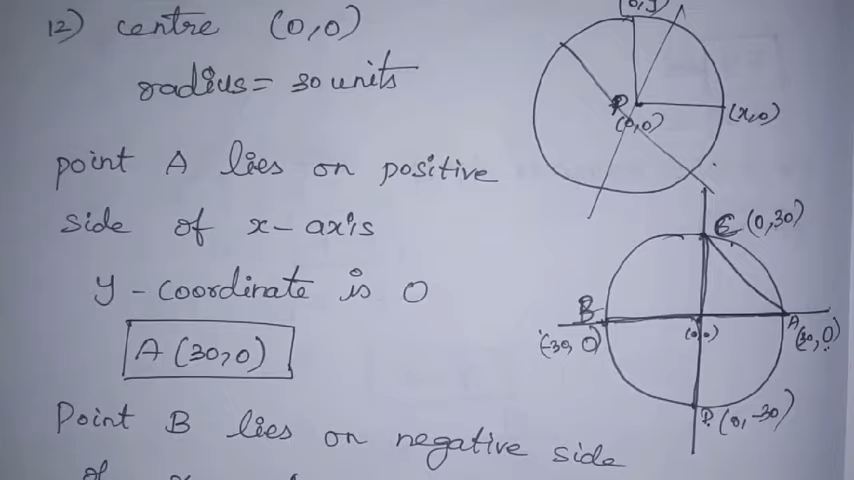 12) centre (0,0)
radius = 30 units
point A lies on positive
side of x-axis
y-coordinate is 0
A (30,0)
Point B lies on negative side
of
P
(0,0)
(x,0)
C (0,30)
B
(-30, 0)
(0,0)
A
(30,0)
(0,-30)